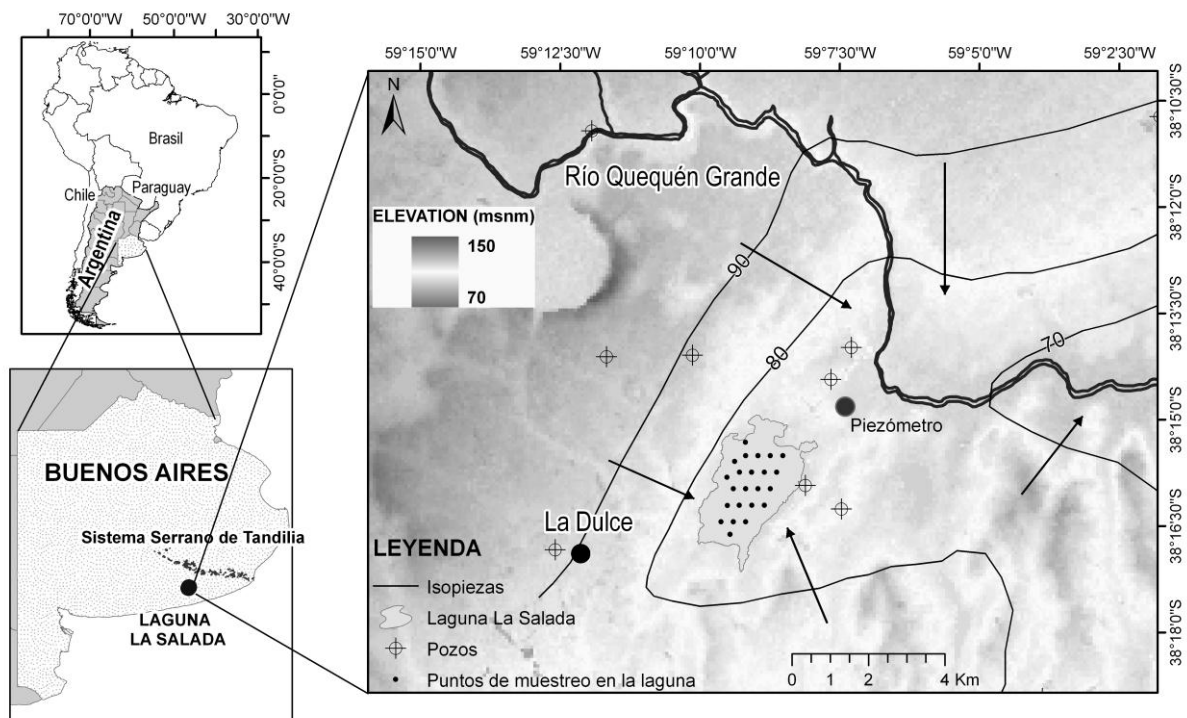 70°0'0"W 50°0'0"W 30°0'0"W
0°0'0"
20°0'0"S
40°0'0"S
Brasil
Paraguay
Chile
Argentina
BUENOS AIRES
Sistema Serrano de Tandilia
LAGUNA
LA SALADA
59°15'0"W 59°12'30"W 59°10'0"W 59°7'30"W 59°5'0"W 59°2'30"W
38°10'30"S
38°12'0"S
38°13'30"S
38°15'0"S
38°16'30"S
38°18'0"S
N
Río Quequén Grande
ELEVATION (msnm)
150
70
90
80
70
Piezómetro
La Dulce
LEYENDA
Isopiezas
Laguna La Salada
Pozos
Puntos de muestreo en la laguna
0 1 2 4 Km